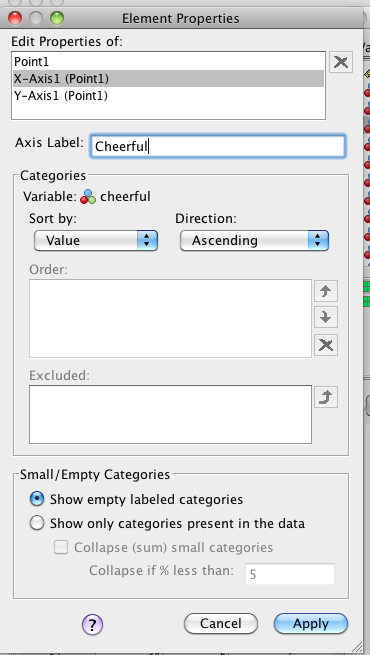 Element Properties
Edit Properties of:
Point1
X-Axis1 (Point1)
Y-Axis1 (Point1)
Axis Label: Cheerful
Categories
Variable: cheerful
Sort by: Direction:
Value Ascending
Order:
Excluded:
Small/Empty Categories
Show empty labeled categories
Show only categories present in the data
Collapse (sum) small categories
Collapse if % less than: 5
? Cancel Apply